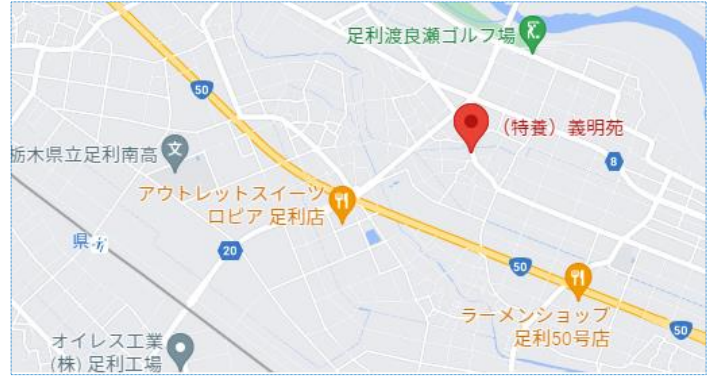 足利渡良瀬ゴルフ場
50
(特養）義明苑
栃木県立足利南高
文
8
アウトレットスイーツ
ロピア 足利店
県
20
50
ラーメンショップ
足利50号店
50
オイレス工業
(株) 足利工場